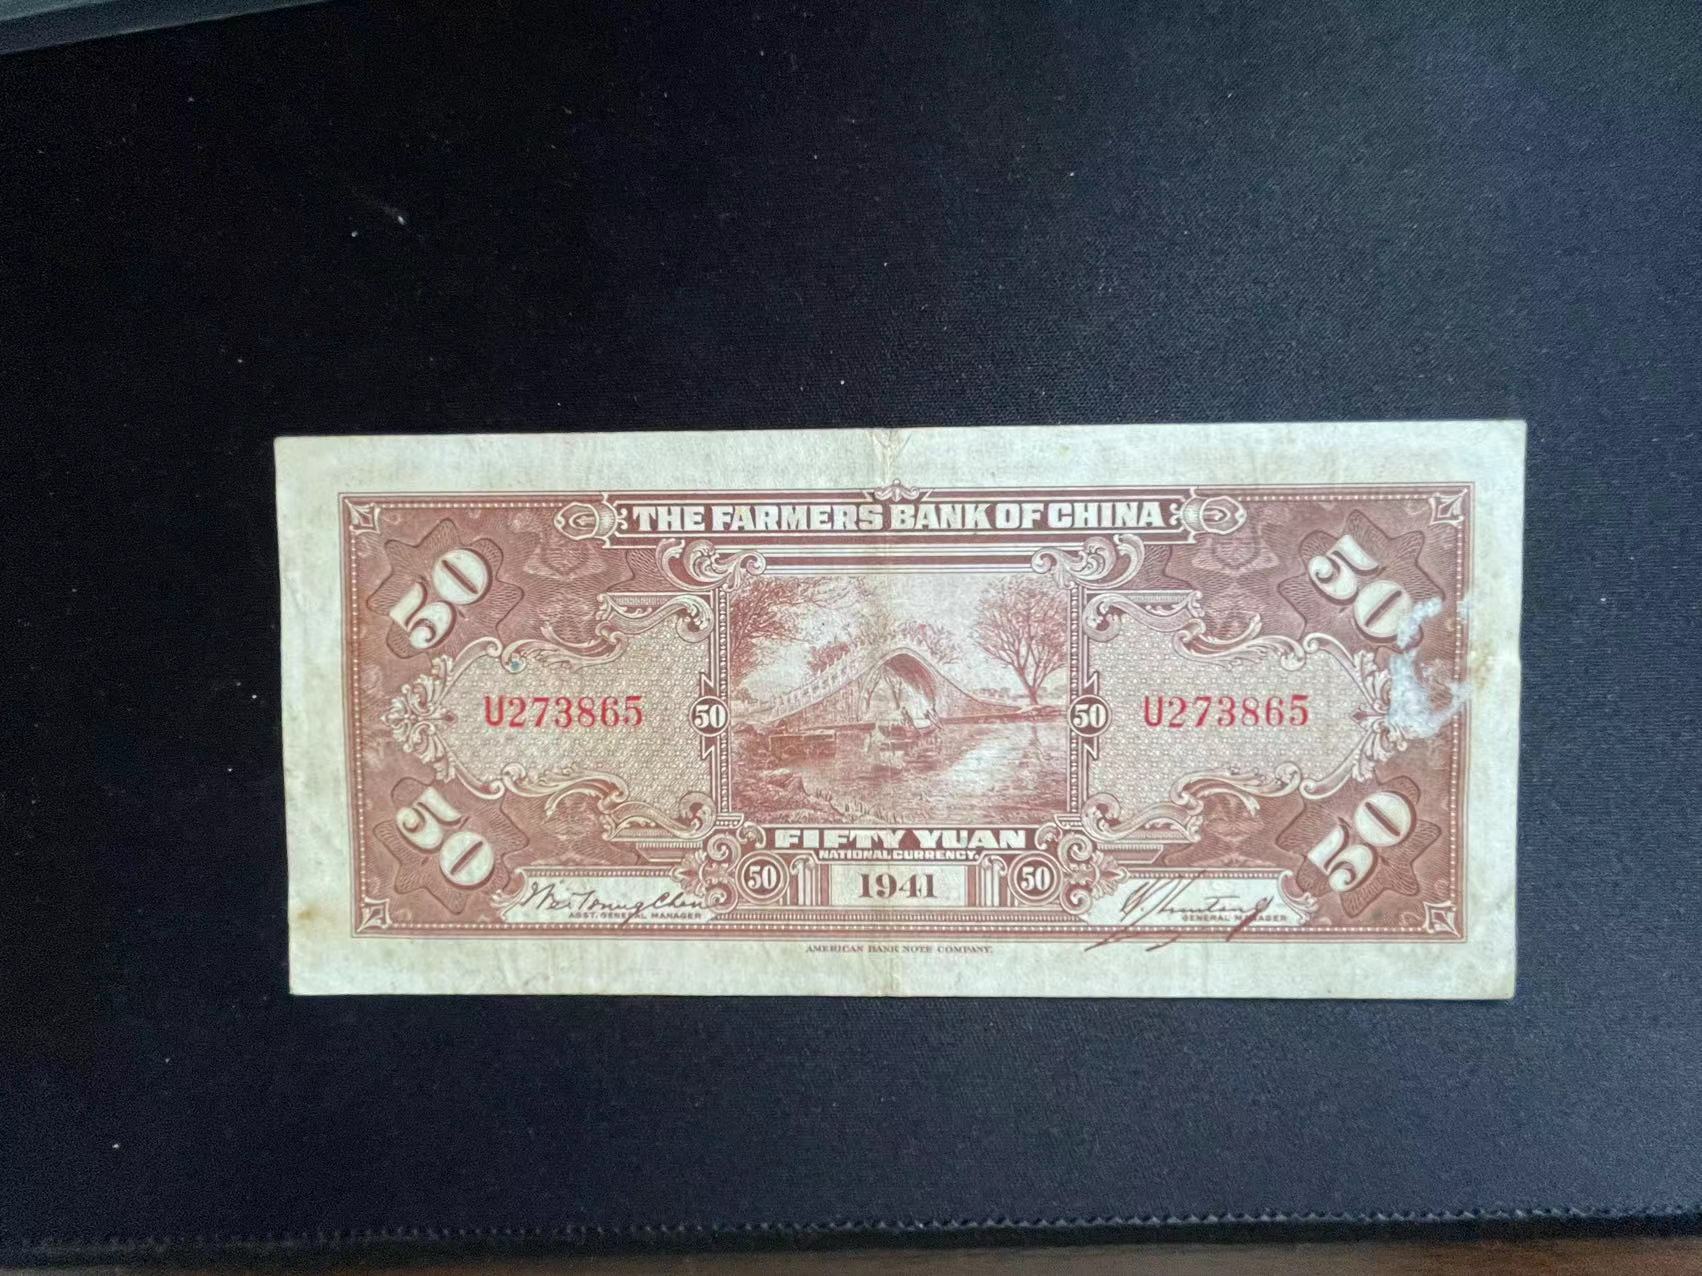 THE FARMERS BANK OF CHINA
50 50
U273865 50 50 U273865
50 FIFTY YUAN 50
NATIONAL CURRENCY.
50 1941 50
ASST. GENERAL MANAGER GENERAL MANAGER
AMERICAN BANK NOTE COMPANY.